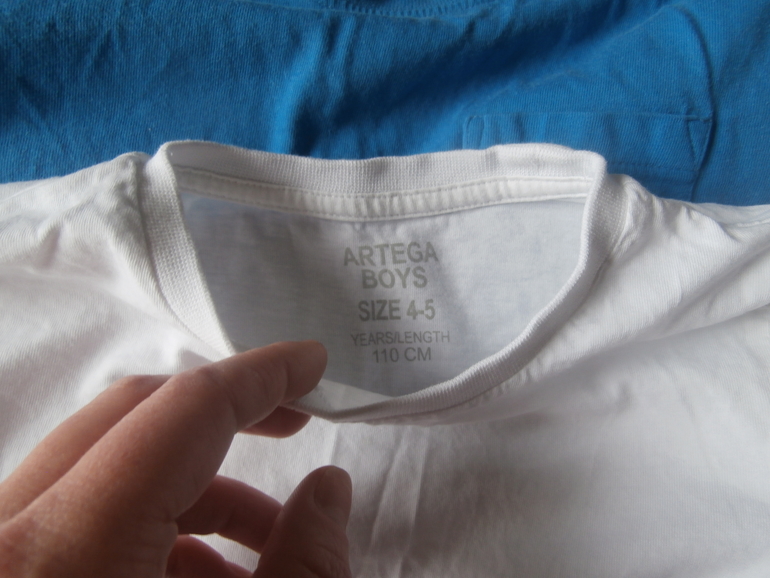 ARTEGA
BOYS
SIZE 4-5
YEARS/LENGTH
110 CM